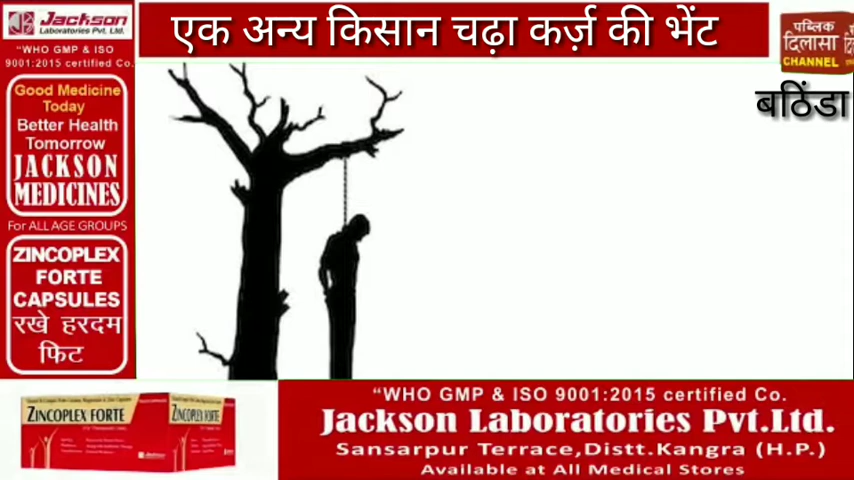 एक अन्य किसान चढ़ा कर्ज़ की भेंट
Jackson
Laboratories Pvt. Ltd.
"WHO GMP & ISO
9001:2015 certified Co.
Good Medicine
Today
Better Health
Tomorrow
JACKSON
MEDICINES
For ALL AGE GROUPS
ZINCOPLEX
FORTE
CAPSULES
रखे हरदम
फिट
पब्लिक
दिलासा
CHANNEL
बठिंडा
ZINCOPLEX FORTE
ZINCOPLEX FORTE
Jackson
"WHO GMP & ISO 9001:2015 certified Co.
Jackson Laboratories Pvt.Ltd.
Sansarpur Terrace,Distt.Kangra (H.P.)
Available at All Medical Stores